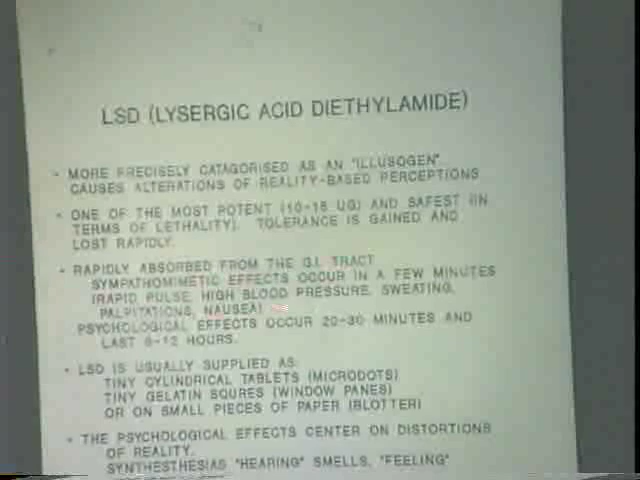 LSD (LYSERGIC ACID DIETHYLAMIDE)
• MORE PRECISELY CATAGORISED AS AN "ILLUSOGEN".
CAUSES ALTERATIONS OF REALITY-BASED PERCEPTIONS
• ONE OF THE MOST POTENT (10-15 UG) AND SAFEST (IN
TERMS OF LETHALITY). TOLERANCE IS GAINED AND
LOST RAPIDLY.
• RAPIDLY ABSORBED FROM THE G.I. TRACT
SYMPATHOMIMETIC EFFECTS OCCUR IN A FEW MINUTES
(RAPID PULSE, HIGH BLOOD PRESSURE, SWEATING,
PALPITATIONS, NAUSEA)
PSYCHOLOGICAL EFFECTS OCCUR 20-30 MINUTES AND
LAST 8-12 HOURS.
• LSD IS USUALLY SUPPLIED AS:
TINY CYLINDRICAL TABLETS (MICRODOTS)
TINY GELATIN SQURES (WINDOW PANES)
OR ON SMALL PIECES OF PAPER (BLOTTER)
• THE PSYCHOLOGICAL EFFECTS CENTER ON DISTORTIONS
OF REALITY.
SYNTHESTHESIAS "HEARING" SMELLS, "FEELING"